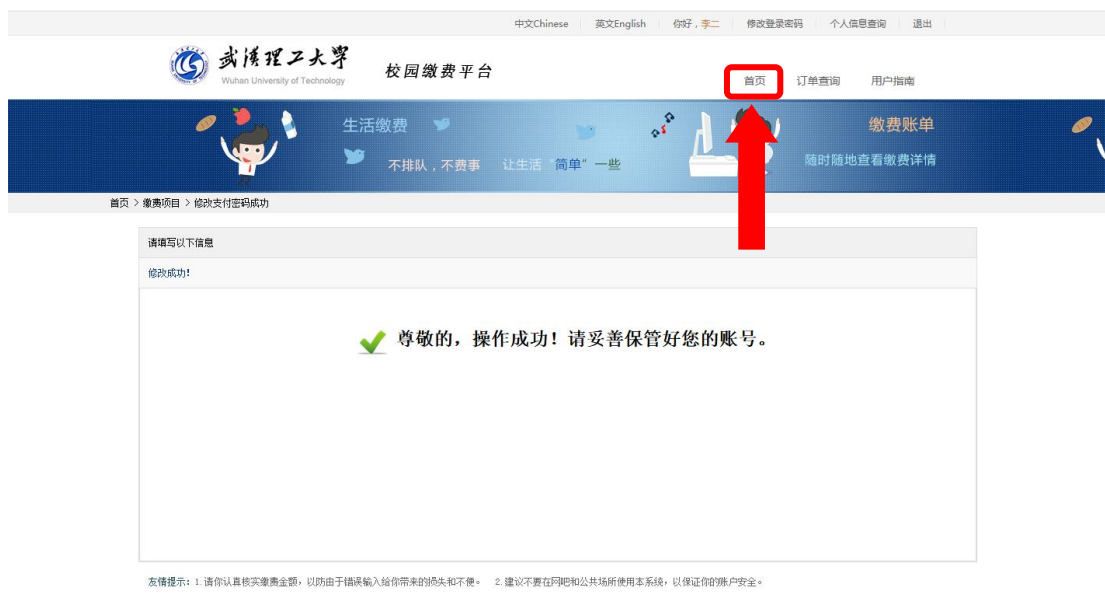 中文Chinese 英文English 你好，李二 修改登录密码 个人信息查询 退出
武汉理工大学
Wuhan University of Technology
校园缴费平台
首页 订单查询 用户指南
生活缴费
不排队，不费事 让生活“简单”一些
缴费账单
随时随地查看缴费详情
首页 > 缴费项目 > 修改支付密码成功
请填写以下信息
修改成功!
尊敬的，操作成功！请妥善保管好您的账号。
友情提示：1.请你认真核实缴费金额，以防由于错误输入给你带来的损失和不便。 2.建议不要在网吧和公共场所使用本系统，以保证你的账户安全。